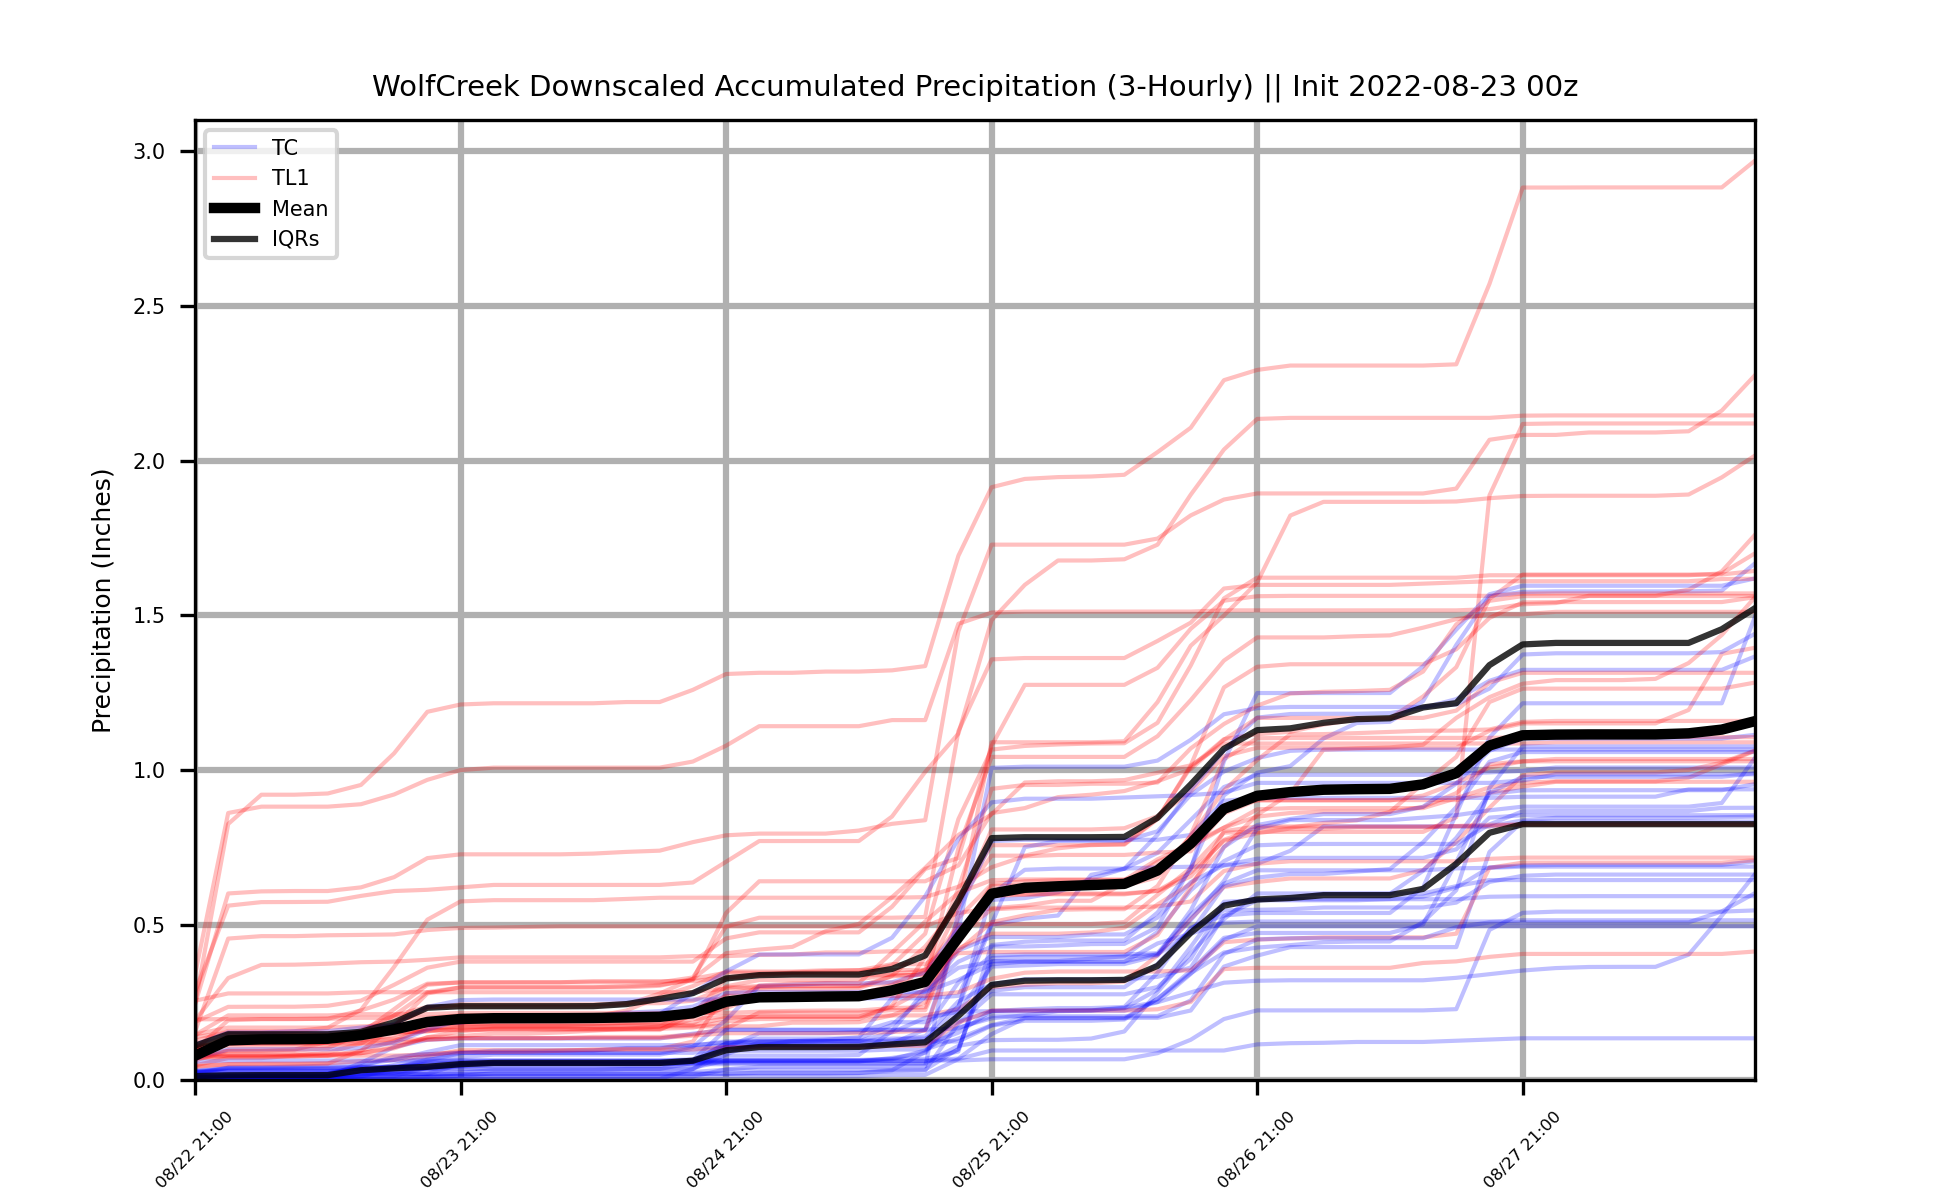 WolfCreek Downscaled Accumulated Precipitation (3-Hourly) || Init 2022-08-23 00z
TC
TL1
Mean
IQRs
Precipitation (Inches)
3.0
2.5
2.0
1.5
1.0
0.5
0.0
08/22 21:00
08/23 21:00
08/24 21:00
08/25 21:00
08/26 21:00
08/27 21:00